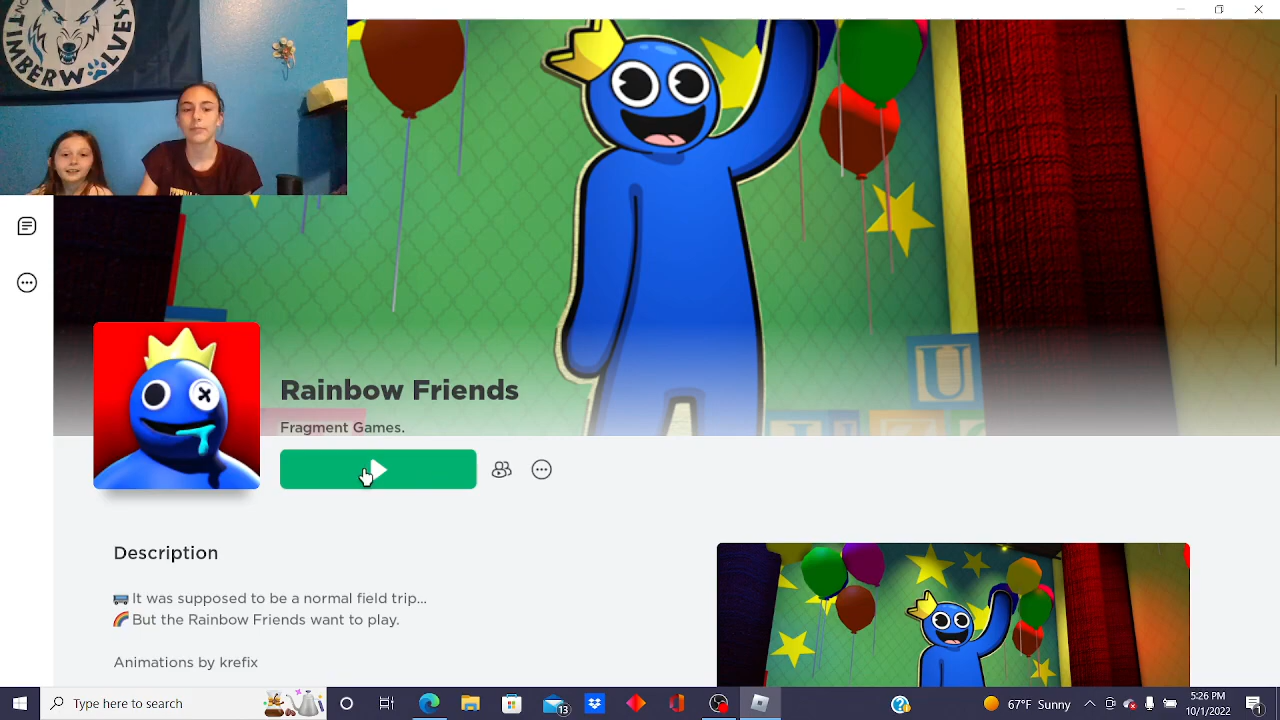 TIMBERWOLVES
U
Rainbow Friends
Fragment Games.
Description
It was supposed to be a normal field trip...
But the Rainbow Friends want to play.
Animations by krefix
Type here to search
13
67°F Sunny
5:26 PM
10/1/2022